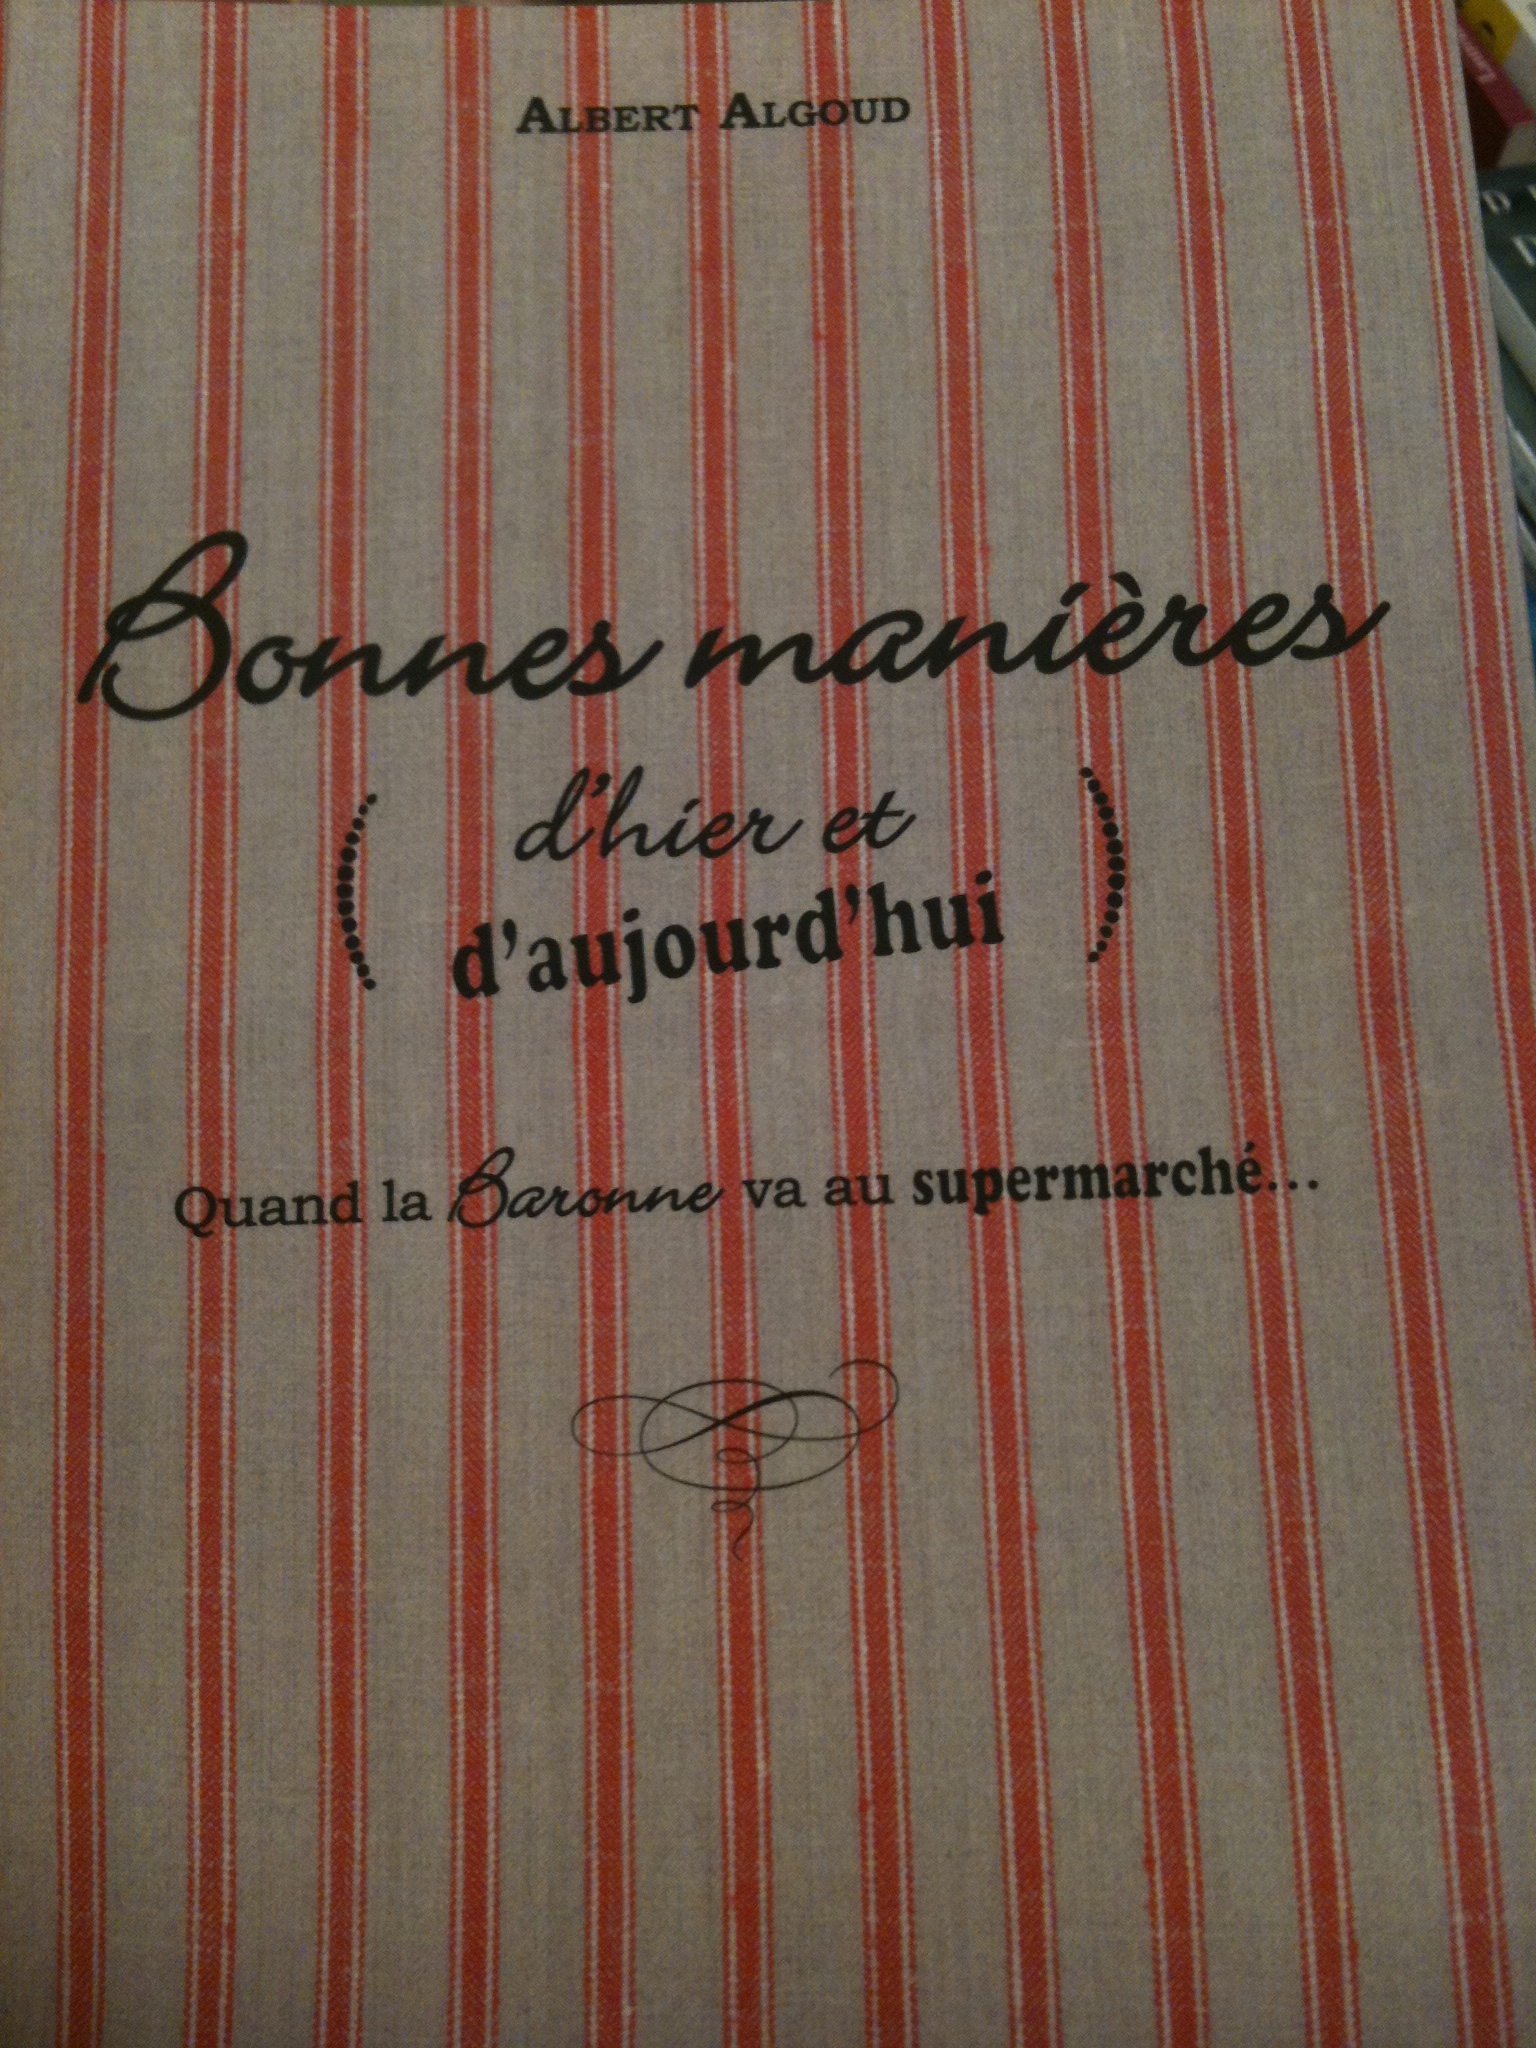 ALBERT ALGOUD
Bonnes manières
d'hier et
d'aujourd'hui
Quand la Baronne va au supermarché...